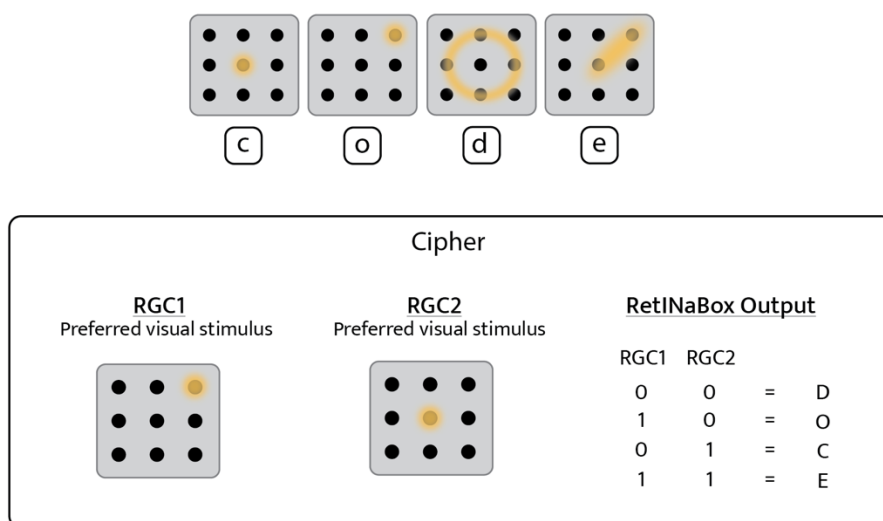 c o d e
Cipher
RGC1 RGC2 RetINaBox Output
Preferred visual stimulus Preferred visual stimulus
RGC1 RGC2
0 0 = D
1 0 = O
0 1 = C
1 1 = E